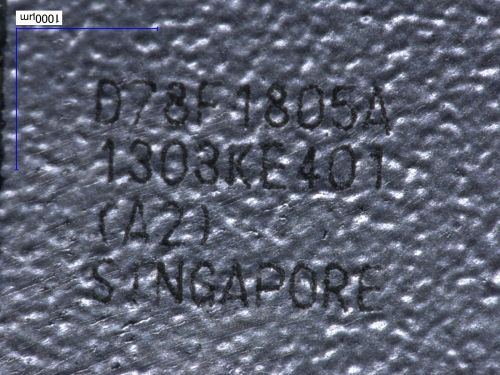 1000µm
D78F1805A
1303KE401
(A2)
SINGAPORE